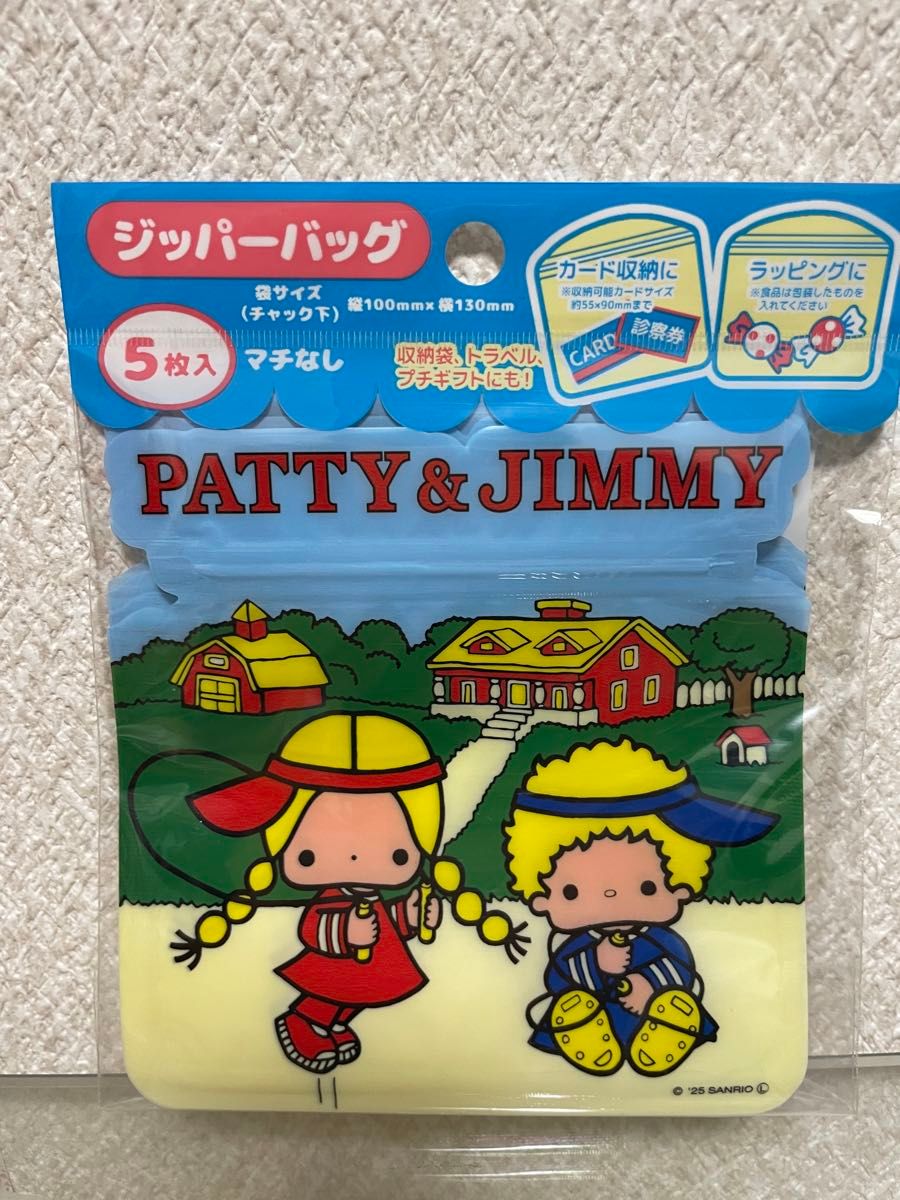 ジッパーバッグ
袋サイズ
(チャック下)
縦100mm×横130mm
5枚入
マチなし
収納袋、トラベル、
プチギフトにも!
カード収納に
※収納可能カードサイズ
約55×90mmまで
CARD
診察券
ラッピングに
※食品は包装したものを
入れてください
PATTY & JIMMY
© '25 SANRIO Ⓛ